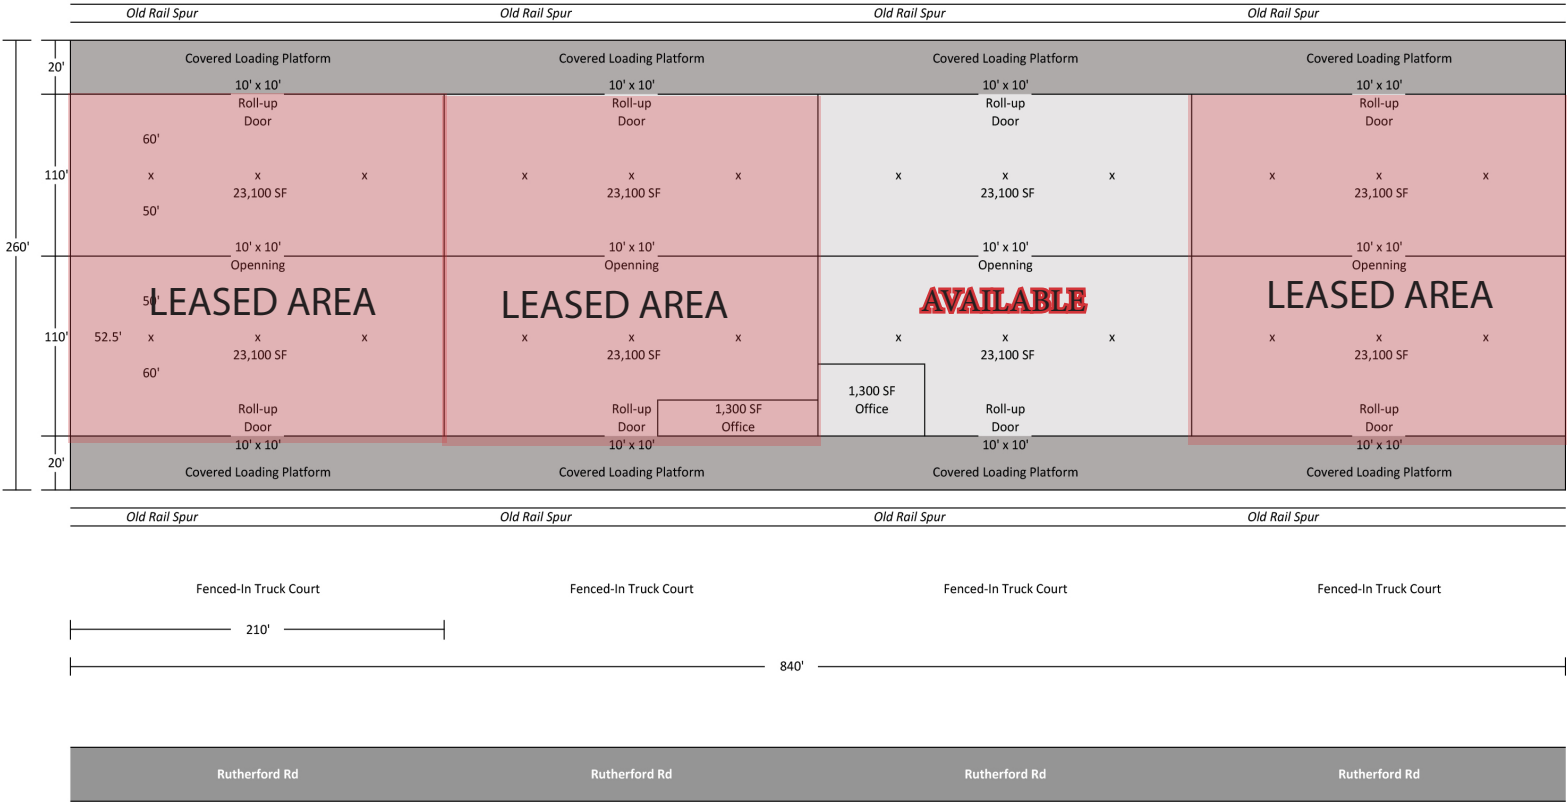 Old Rail Spur Old Rail Spur Old Rail Spur Old Rail Spur
Covered Loading Platform Covered Loading Platform Covered Loading Platform Covered Loading Platform
20'
10' x 10' 10' x 10' 10' x 10' 10' x 10'
Roll-up Roll-up Roll-up Roll-up
Door Door Door Door
60'
110' x x x x x x x x x x x x
23,100 SF 23,100 SF 23,100 SF 23,100 SF
50'
260' 10' x 10' 10' x 10' 10' x 10' 10' x 10'
Openning Openning Openning Openning
50' LEASED AREA LEASED AREA AVAILABLE LEASED AREA
110' 52.5' x x x x x x x x x x x x
23,100 SF 23,100 SF 23,100 SF 23,100 SF
60'
1,300 SF
Roll-up Roll-up 1,300 SF Office Roll-up Roll-up
Door Door Office Door Door
10' x 10' 10' x 10' 10' x 10' 10' x 10'
20'
Covered Loading Platform Covered Loading Platform Covered Loading Platform Covered Loading Platform
Old Rail Spur Old Rail Spur Old Rail Spur Old Rail Spur
Fenced-In Truck Court Fenced-In Truck Court Fenced-In Truck Court Fenced-In Truck Court
210'
840'
Rutherford Rd Rutherford Rd Rutherford Rd Rutherford Rd